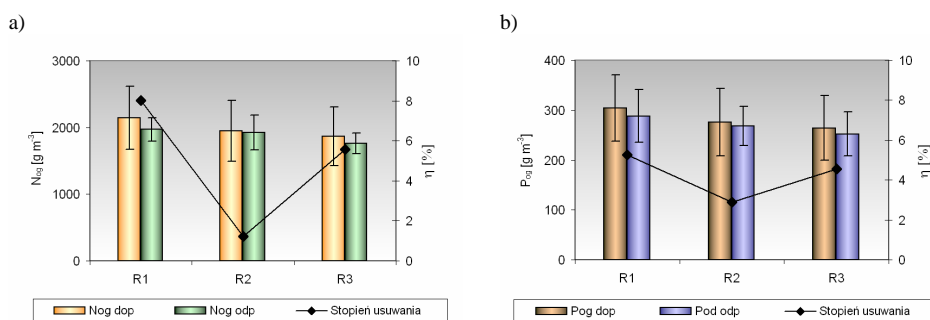 a)
b)
3000
2000
1000
0
Nog [g m-3]
10
8
6
4
2
0
η [%]
R1
R2
R3
Nog dop
Nog odp
Stopień usuwania
400
300
200
100
0
Pog [g m-3]
10
8
6
4
2
0
η [%]
R1
R2
R3
Pog dop
Pod odp
Stopień usuwania